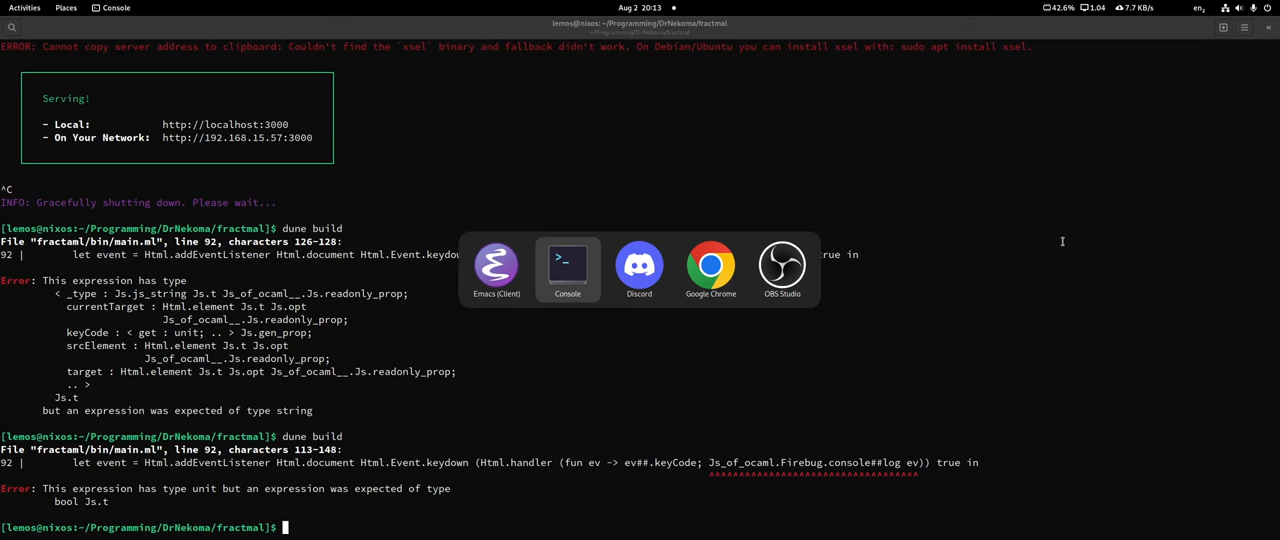 Activities Places Console Aug 2 20:13 42.6% 1.04 7.7 KB/s en₂
lemos@nixos: ~/Programming/DrNekoma/fractmal
~/Programming/DrNekoma/fractmal
ERROR: Cannot copy server address to clipboard: Couldn't find the `xsel` binary and fallback didn't work. On Debian/Ubuntu you can install xsel with: sudo apt install xsel.
Serving!
- Local: http://localhost:3000
- On Your Network: http://192.168.15.57:3000
^C
INFO: Gracefully shutting down. Please wait...
[lemos@nixos:~/Programming/DrNekoma/fractmal]$ dune build
File "fractaml/bin/main.ml", line 92, characters 126-128:
92 | let event = Html.addEventListener Html.document Html.Event.keydow true in
Error: This expression has type
< _type : Js.js_string Js.t Js_of_ocaml__.Js.readonly_prop;
currentTarget : Html.element Js.t Js.opt
Js_of_ocaml__.Js.readonly_prop;
keyCode : < get : unit; .. > Js.gen_prop;
srcElement : Html.element Js.t Js.opt
Js_of_ocaml__.Js.readonly_prop;
target : Html.element Js.t Js.opt Js_of_ocaml__.Js.readonly_prop;
.. >
Js.t
but an expression was expected of type string
Emacs (Client) Console Discord Google Chrome OBS Studio
[lemos@nixos:~/Programming/DrNekoma/fractmal]$ dune build
File "fractaml/bin/main.ml", line 92, characters 113-148:
92 | let event = Html.addEventListener Html.document Html.Event.keydown (Html.handler (fun ev -> ev##.keyCode; Js_of_ocaml.Firebug.console##log ev)) true in
^^^^^^^^^^^^^^^^^^^^^^^^^^^^^^^^^^^
Error: This expression has type unit but an expression was expected of type
bool Js.t
[lemos@nixos:~/Programming/DrNekoma/fractmal]$